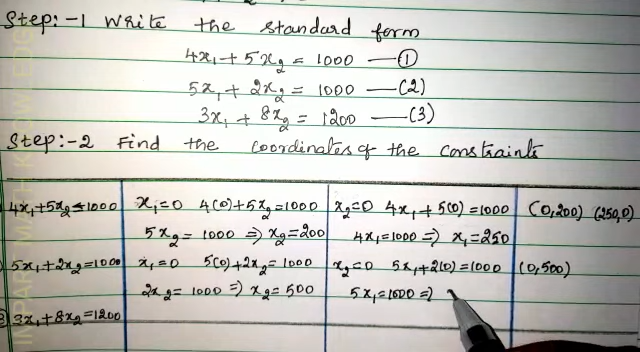 Step:-1 Write the standard form
4x₁+5x₂ = 1000 —①
5x₁+2x₂ = 1000 —(2)
3x₁+8x₂ = 1200 —(3)
Step:-2 Find the coordinates of the constraints
4x₁+5x₂≤1000 x₁=0 4(0)+5x₂=1000 x₂=0 4x₁+5(0)=1000 (0,200) (250,0)
5x₂=1000 ⇒ x₂=200 4x₁=1000 ⇒ x₁=250
5x₁+2x₂=1000 x₁=0 5(0)+2x₂=1000 x₂=0 5x₁+2(0)=1000 (0,500)
2x₂=1000 ⇒ x₂=500 5x₁=1000 ⇒
3x₁+8x₂=1200